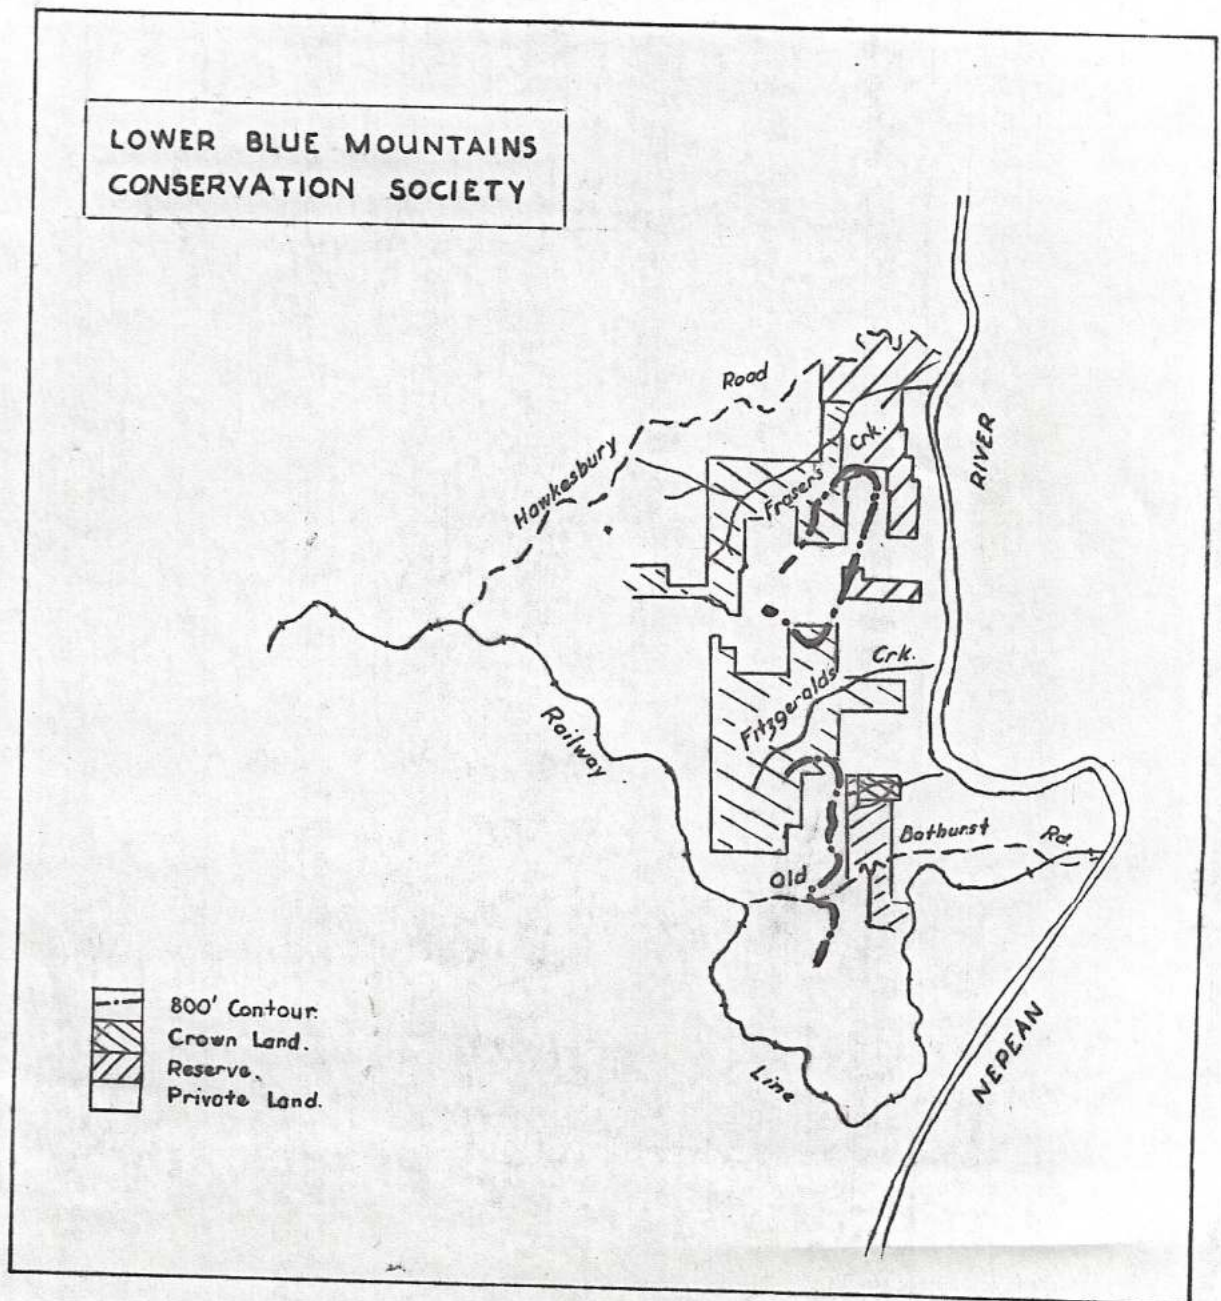 LOWER BLUE MOUNTAINS
CONSERVATION SOCIETY
Road
Hawkesbury
Crk.
Frasers
RIVER
Crk.
Fitzgeralds
Railway
Bathurst
Rd.
Old
Line
NEPEAN
800' Contour.
Crown Land.
Reserve.
Private Land.